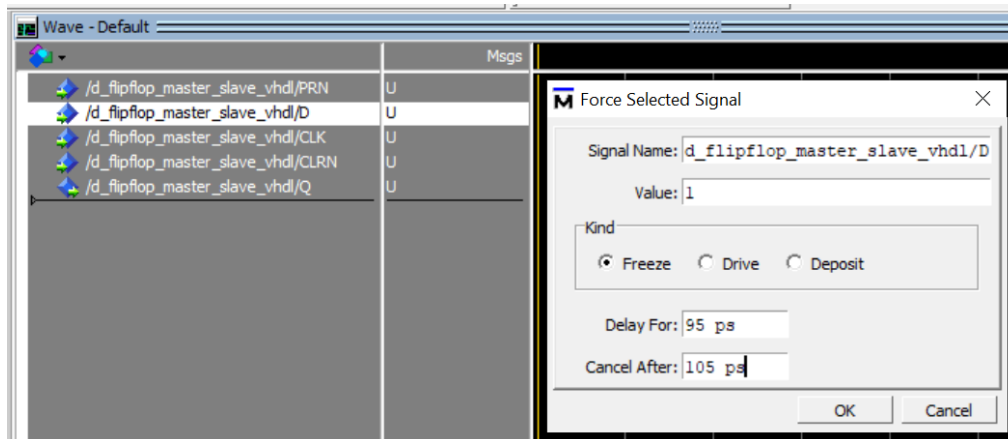 Wave - Default
Msgs
/d_flipflop_master_slave_vhdl/PRN U
/d_flipflop_master_slave_vhdl/D U
/d_flipflop_master_slave_vhdl/CLK U
/d_flipflop_master_slave_vhdl/CLRN U
/d_flipflop_master_slave_vhdl/Q U
M Force Selected Signal
Signal Name: d_flipflop_master_slave_vhdl/D
Value: 1
Kind
Freeze Drive Deposit
Delay For: 95 ps
Cancel After: 105 ps
OK Cancel